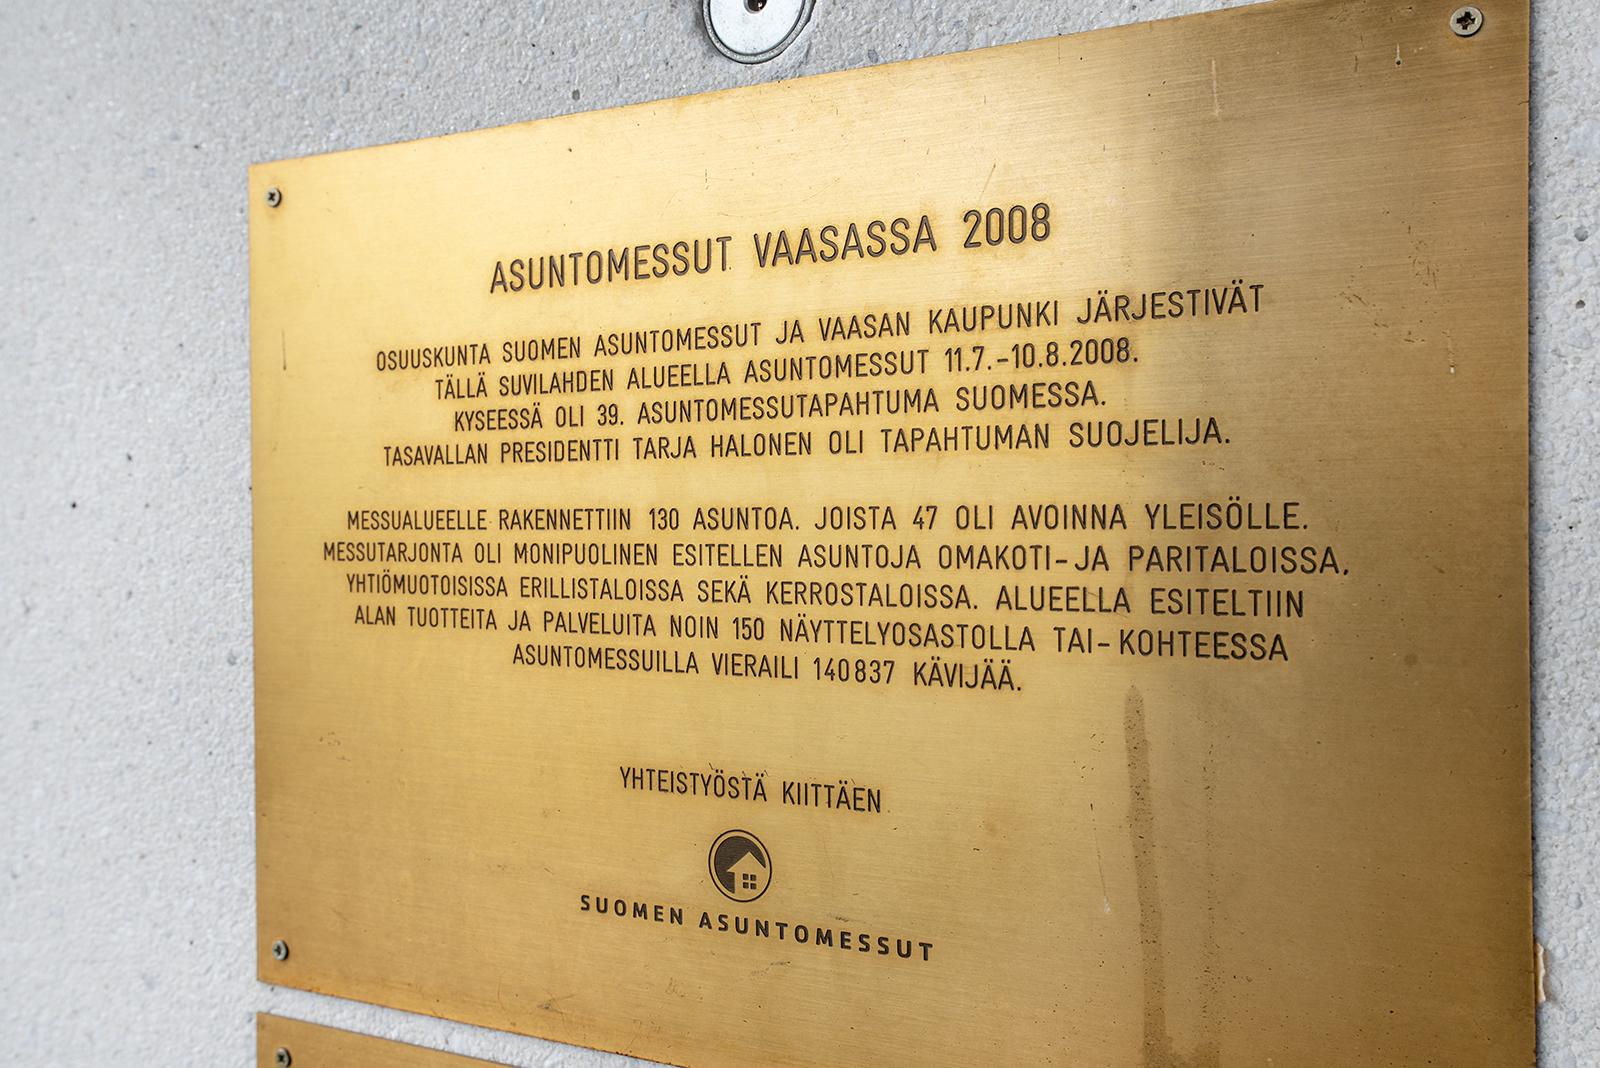 ASUNTOMESSUT VAASASSA 2008
OSUUSKUNTA SUOMEN ASUNTOMESSUT JA VAASAN KAUPUNKI JÄRJESTIVÄT
TÄLLÄ SUVILAHDEN ALUEELLA ASUNTOMESSUT 11.7.-10.8.2008.
KYSEESSÄ OLI 39. ASUNTOMESSUTAPAHTUMA SUOMESSA.
TASAVALLAN PRESIDENTTI TARJA HALONEN OLI TAPAHTUMAN SUOJELIJA.
MESSUALUEELLE RAKENNETTIIN 130 ASUNTOA. JOISTA 47 OLI AVOINNA YLEISÖLLE.
MESSUTARJONTA OLI MONIPUOLINEN ESITELLEN ASUNTOJA OMAKOTI-JA PARITALOISSA,
YHTIÖMUOTOISISSA ERILLISTALOISSA SEKÄ KERROSTALOISSA. ALUEELLA ESITELTIIN
ALAN TUOTTEITA JA PALVELUITA NOIN 150 NÄYTTELYOSASTOLLA TAI-KOHTEESSA
ASUNTOMESSUILLA VIERAILI 140837 KÄVIJÄÄ.
YHTEISTYÖSTÄ KIITTÄEN
SUOMEN ASUNTOMESSUT